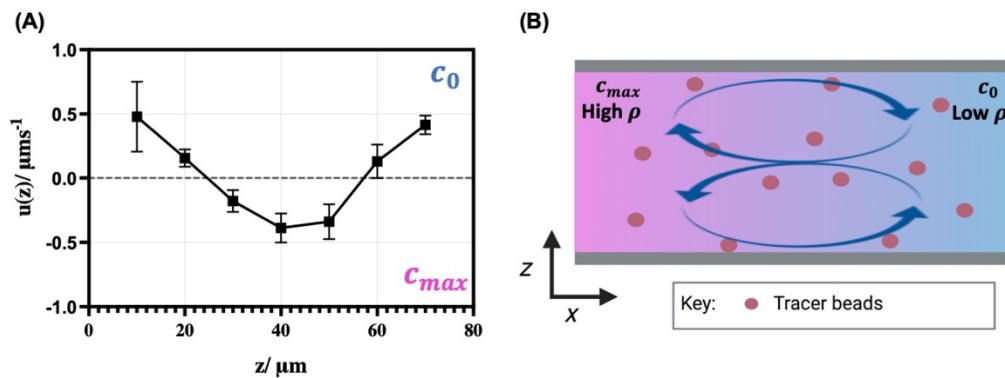 (A)
1.0
0.5
0.0
-0.5
-1.0
u(z)/ μms⁻¹
c₀
c_max
0
20
40
60
80
z/ μm
(B)
c_max
High ρ
c₀
Low ρ
z
x
Key: Tracer beads